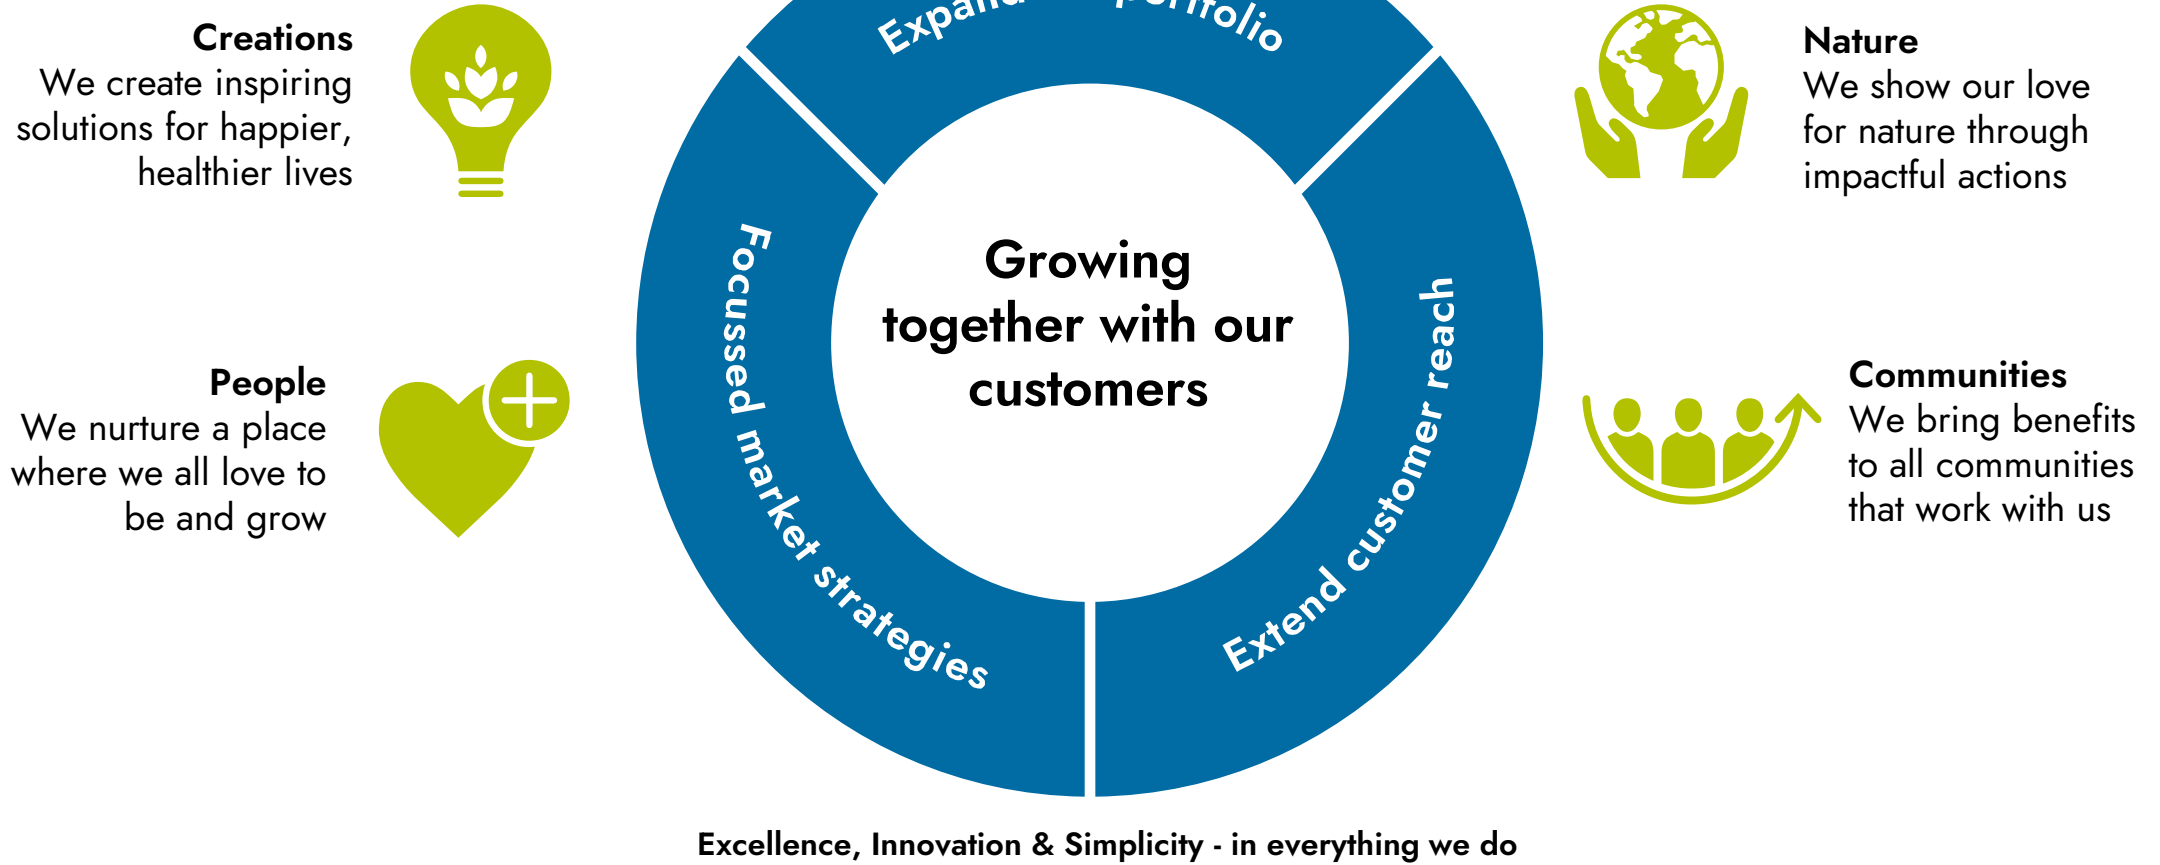 Creations
We create inspiring
solutions for happier,
healthier lives
People
We nurture a place
where we all love to
be and grow
Expand portfolio
Focussed market strategies
Extend customer reach
Growing
together with our
customers
Nature
We show our love
for nature through
impactful actions
Communities
We bring benefits
to all communities
that work with us
Excellence, Innovation & Simplicity - in everything we do